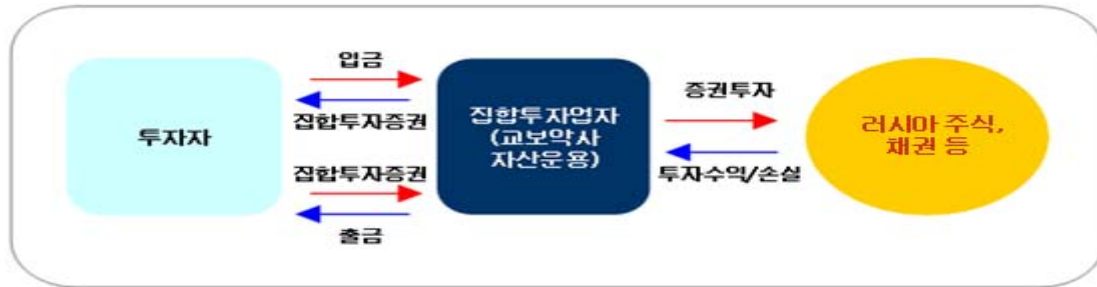 투자자
입금
집합투자증권
집합투자증권
출금
집합투자업자
(교보악사
자산운용)
증권투자
투자수익/손실
러시아 주식,
채권 등